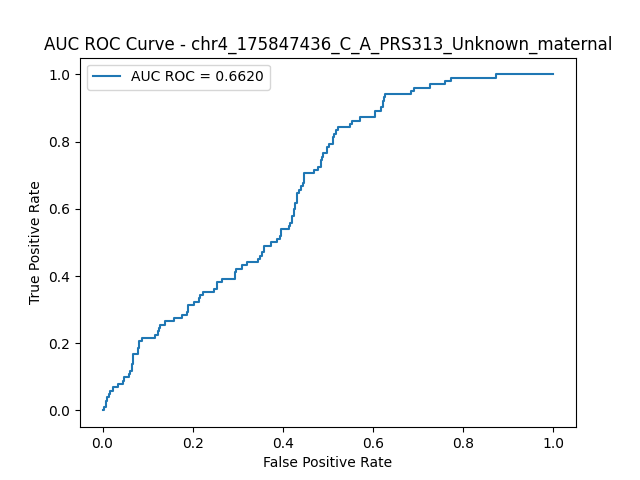 AUC ROC Curve - chr4_175847436_C_A_PRS313_Unknown_maternal
AUC ROC = 0.6620
1.0
0.8
0.6
0.4
0.2
0.0
True Positive Rate
0.0 0.2 0.4 0.6 0.8 1.0
False Positive Rate